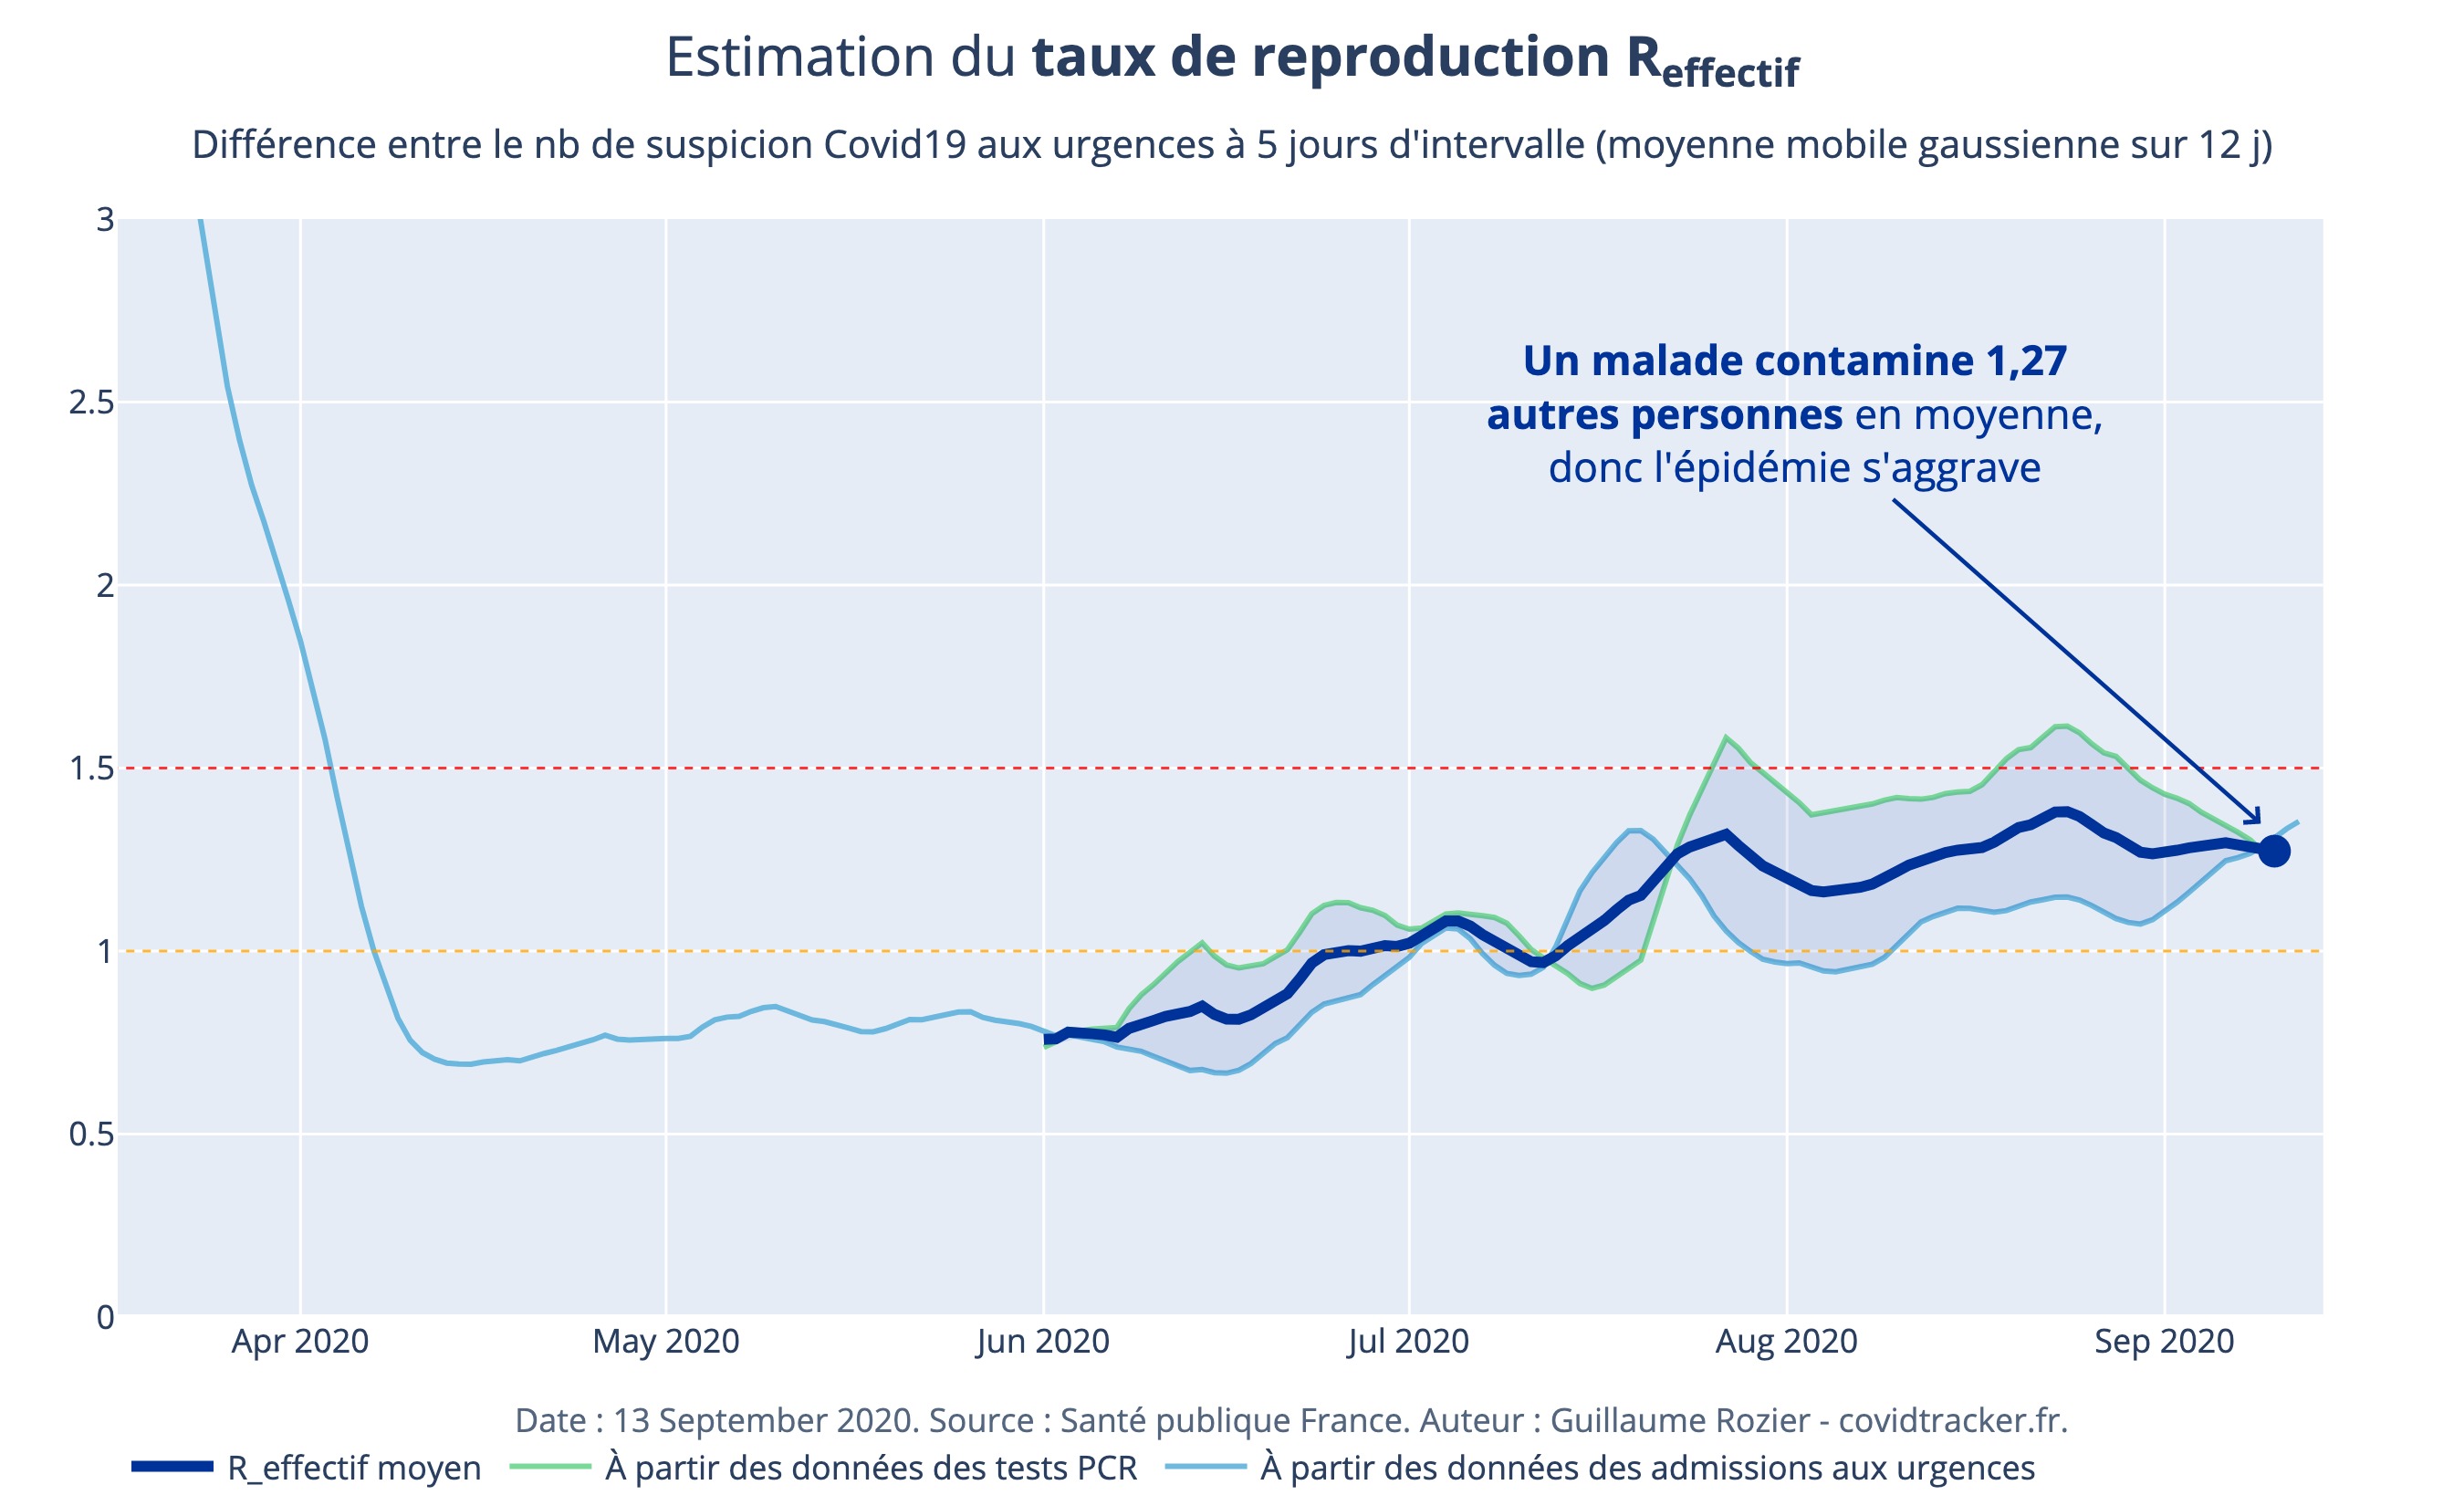 Estimation du taux de reproduction Reffectif
Différence entre le nb de suspicion Covid19 aux urgences à 5 jours d'intervalle (moyenne mobile gaussienne sur 12 j)
3
2.5
2
1.5
1
0.5
0
Un malade contamine 1,27
autres personnes en moyenne,
donc l'épidémie s'aggrave
Apr 2020
May 2020
Jun 2020
Jul 2020
Aug 2020
Sep 2020
Date : 13 September 2020. Source : Santé publique France. Auteur : Guillaume Rozier - covidtracker.fr.
R_effectif moyen
À partir des données des tests PCR
À partir des données des admissions aux urgences